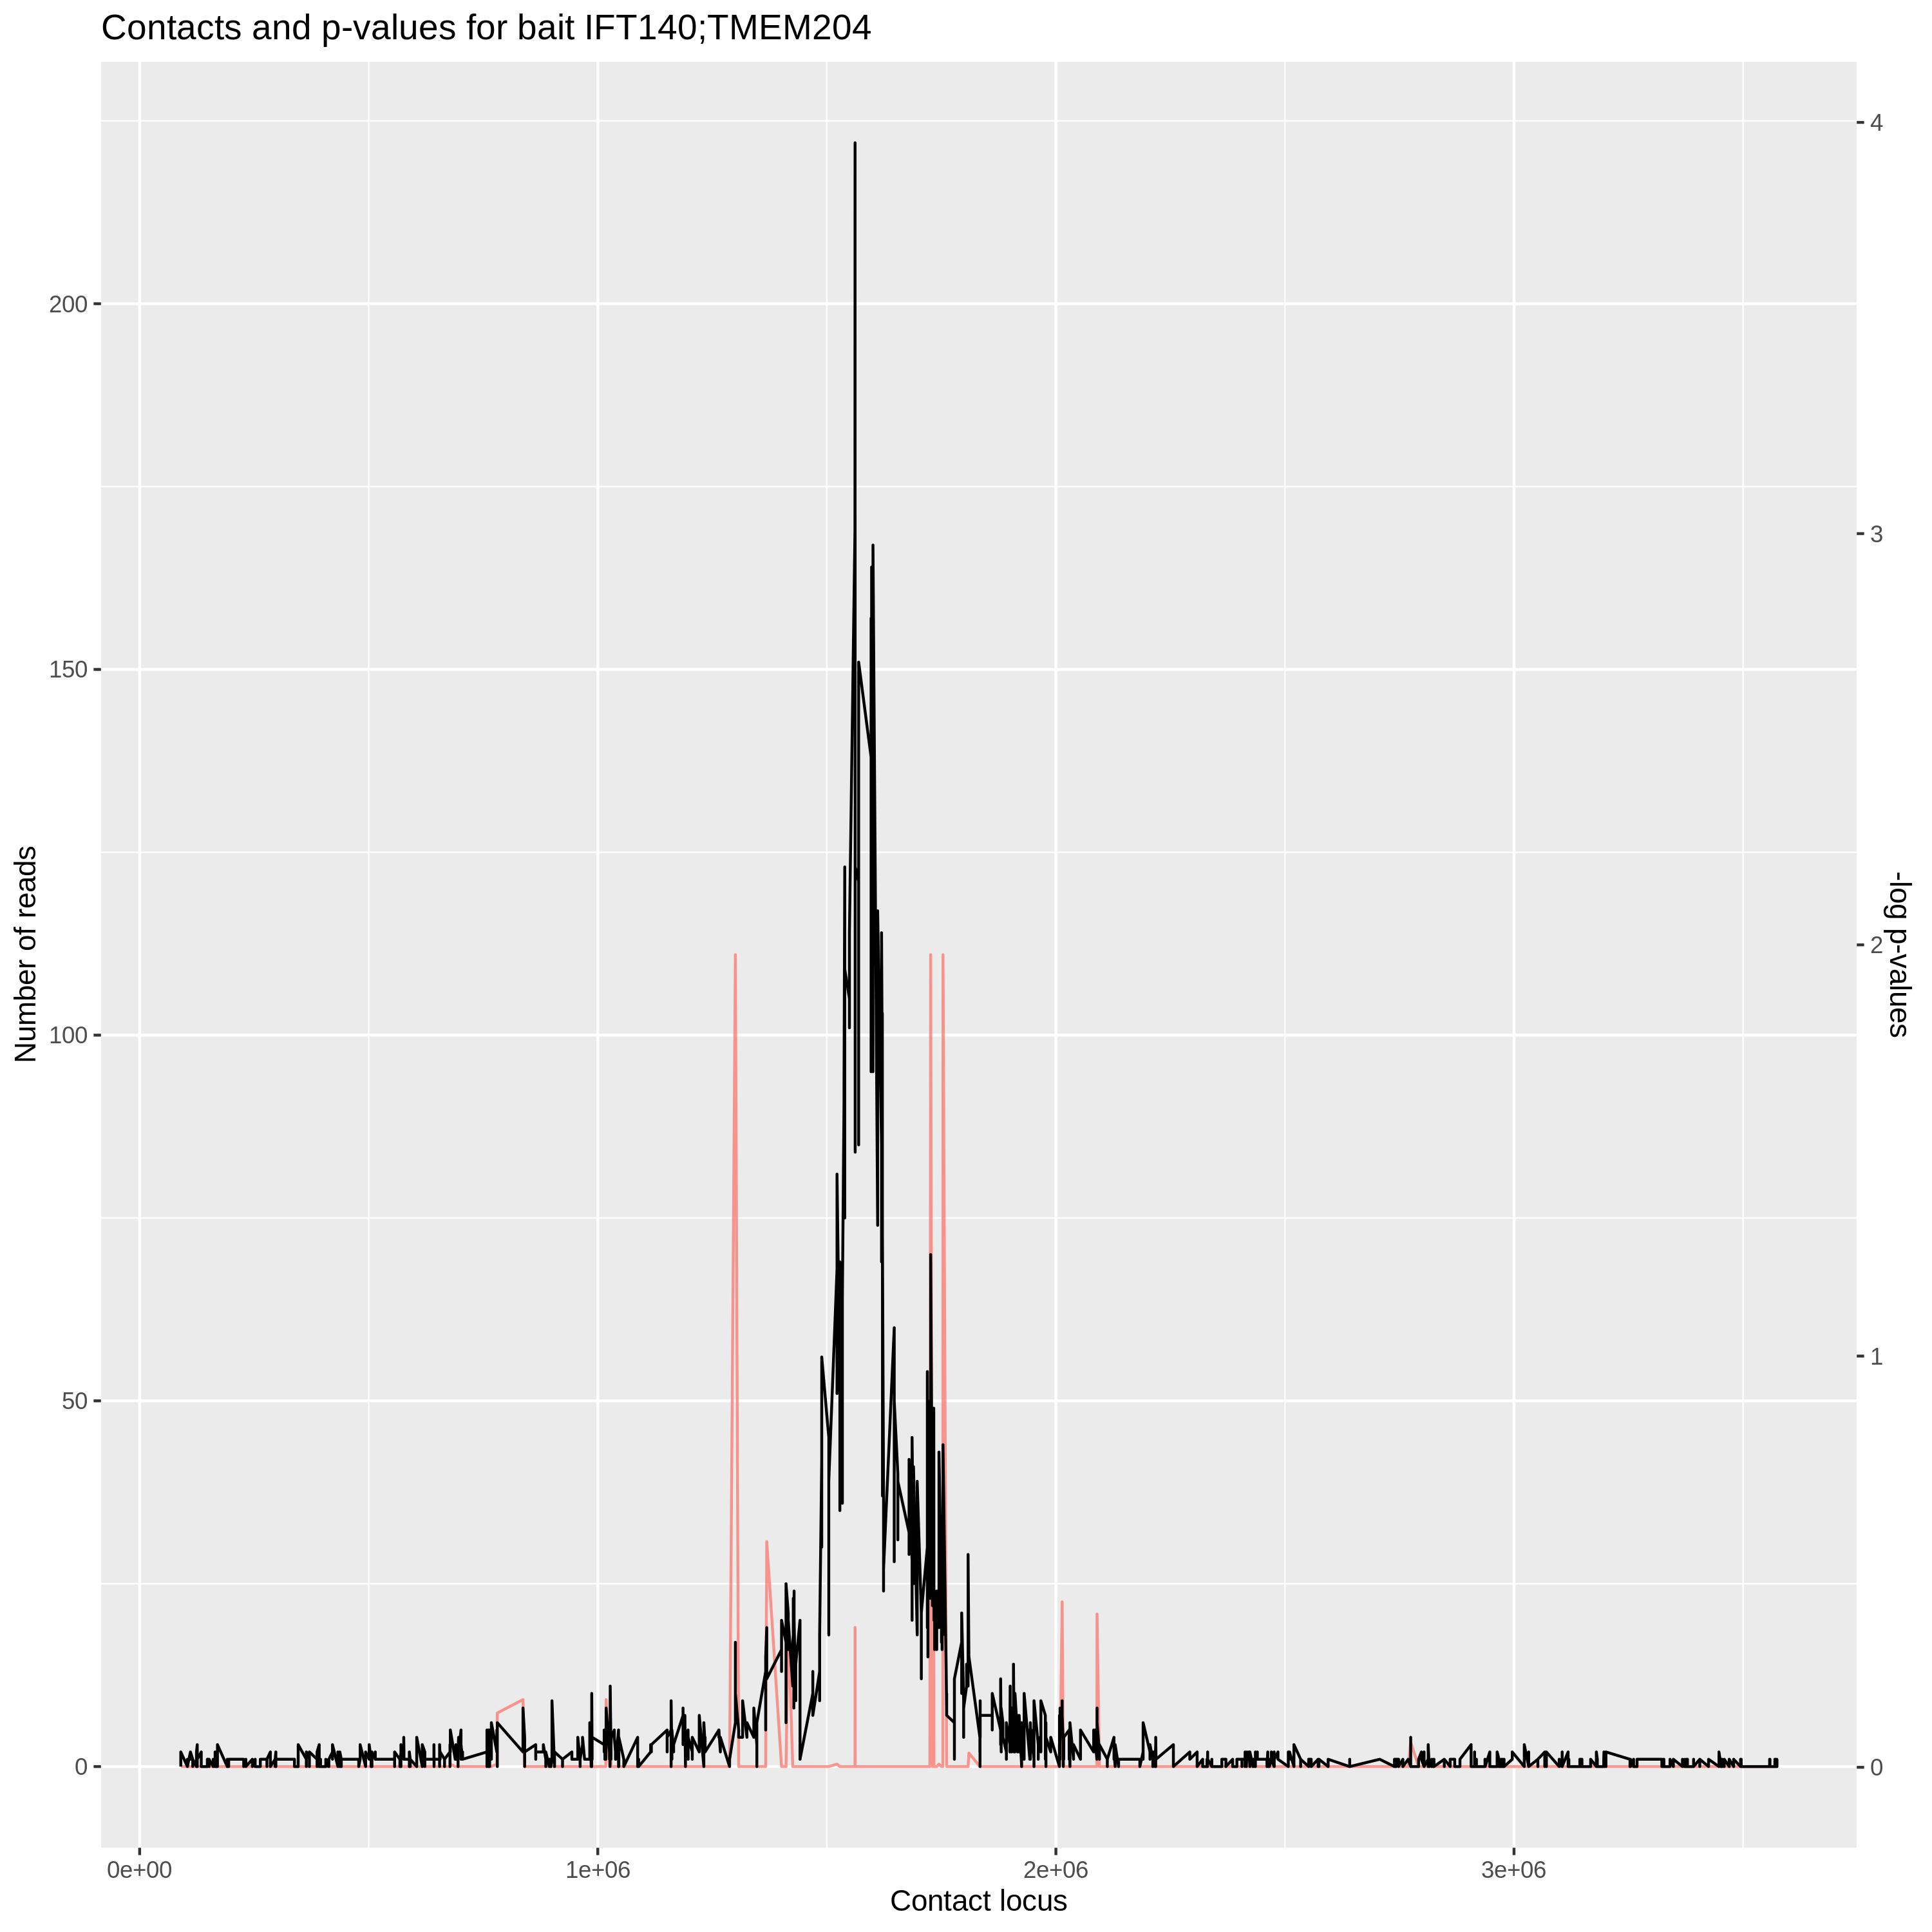 Contacts and p-values for bait IFT140;TMEM204
Number of reads
200
150
100
50
0
4
3
2
1
0
-log p-values
0e+00 1e+06 2e+06 3e+06
Contact locus